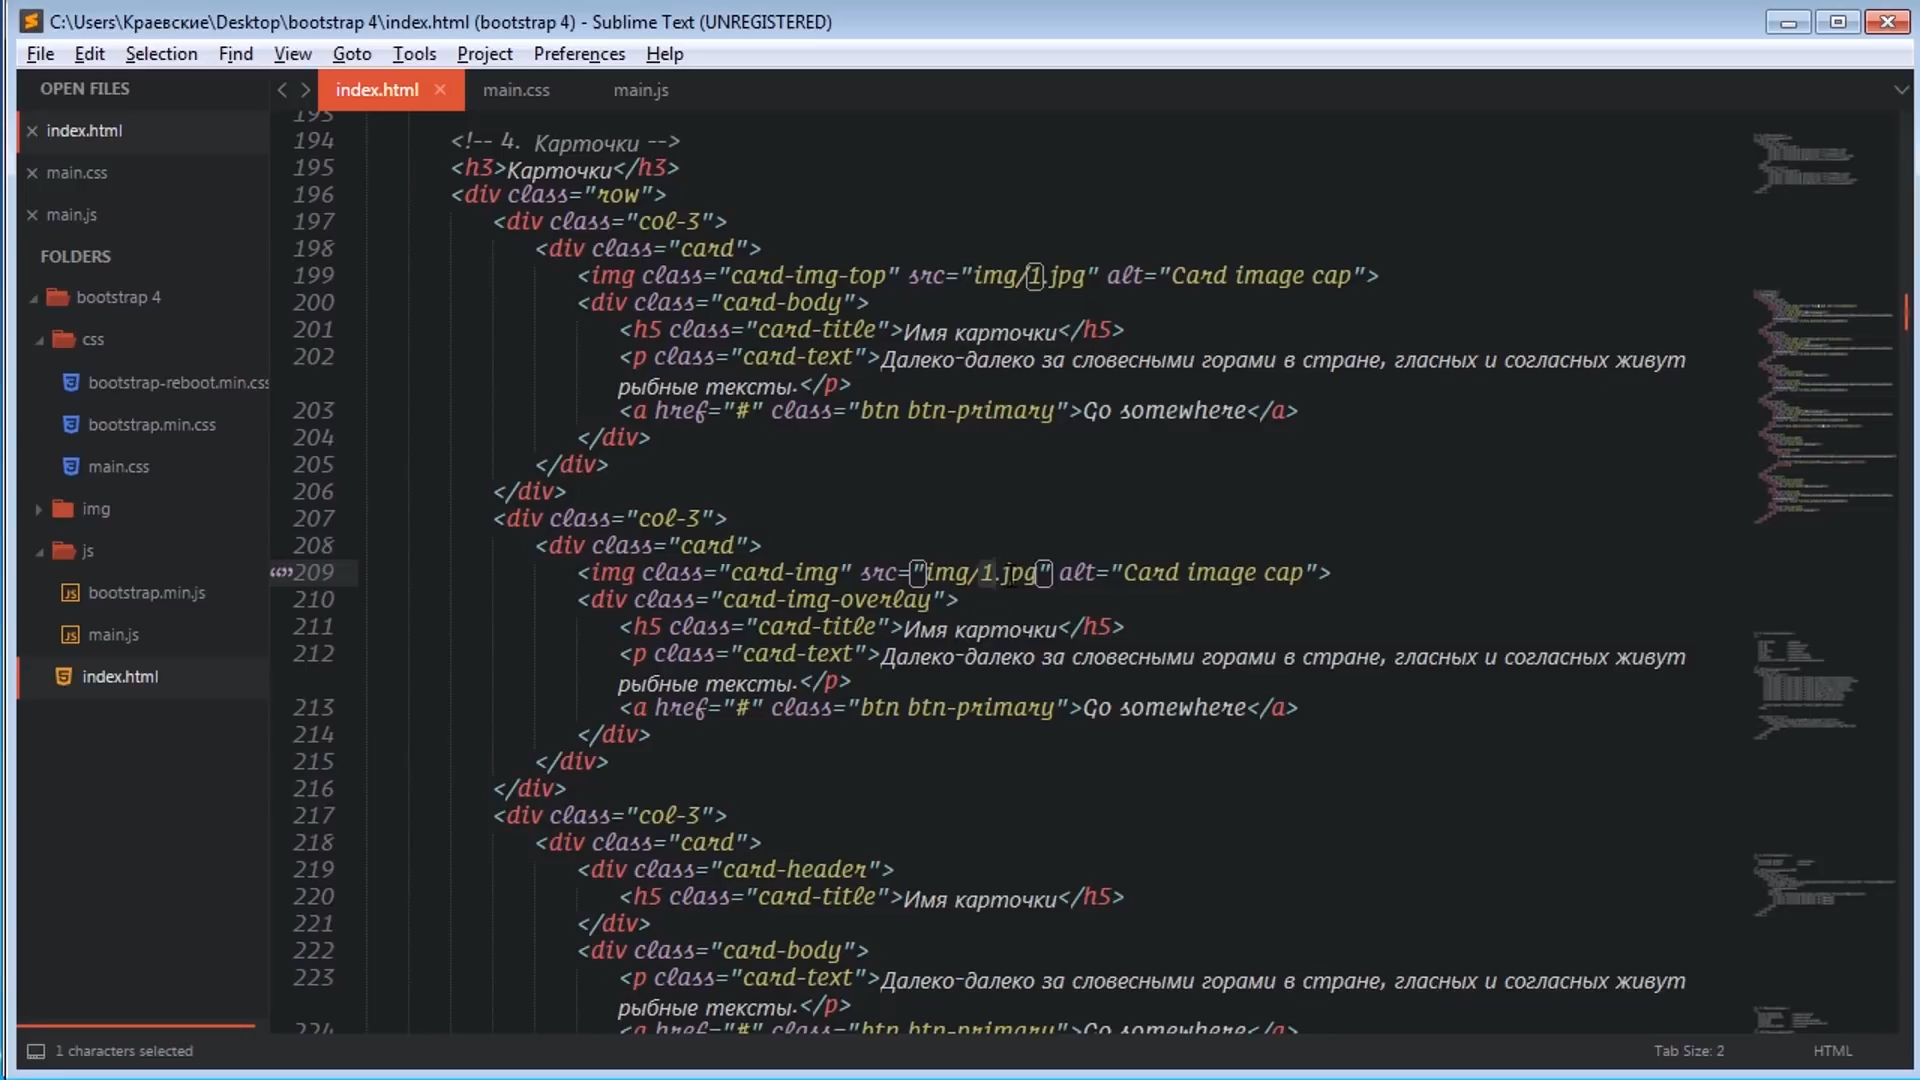 C:\Users\Краевские\Desktop\bootstrap 4\index.html (bootstrap 4) - Sublime Text (UNREGISTERED)
File Edit Selection Find View Goto Tools Project Preferences Help
OPEN FILES
index.html
main.css
main.js
FOLDERS
bootstrap 4
css
bootstrap-reboot.min.css
bootstrap.min.css
main.css
img
js
bootstrap.min.js
main.js
index.html
index.html main.css main.js
193
194 <!-- 4. Карточки -->
195 <h3>Карточки</h3>
196 <div class="row">
197 <div class="col-3">
198 <div class="card">
199 <img class="card-img-top" src="img/1.jpg" alt="Card image cap">
200 <div class="card-body">
201 <h5 class="card-title">Имя карточки</h5>
202 <p class="card-text">Далеко-далеко за словесными горами в стране, гласных и согласных живут
рыбные тексты.</p>
203 <a href="#" class="btn btn-primary">Go somewhere</a>
204 </div>
205 </div>
206 </div>
207 <div class="col-3">
208 <div class="card">
209 <img class="card-img" src="img/1.jpg" alt="Card image cap">
210 <div class="card-img-overlay">
211 <h5 class="card-title">Имя карточки</h5>
212 <p class="card-text">Далеко-далеко за словесными горами в стране, гласных и согласных живут
рыбные тексты.</p>
213 <a href="#" class="btn btn-primary">Go somewhere</a>
214 </div>
215 </div>
216 </div>
217 <div class="col-3">
218 <div class="card">
219 <div class="card-header">
220 <h5 class="card-title">Имя карточки</h5>
221 </div>
222 <div class="card-body">
223 <p class="card-text">Далеко-далеко за словесными горами в стране, гласных и согласных живут
рыбные тексты.</p>
224 <a href="#" class="btn btn-primary">Go somewhere</a>
1 characters selected
Tab Size: 2 HTML